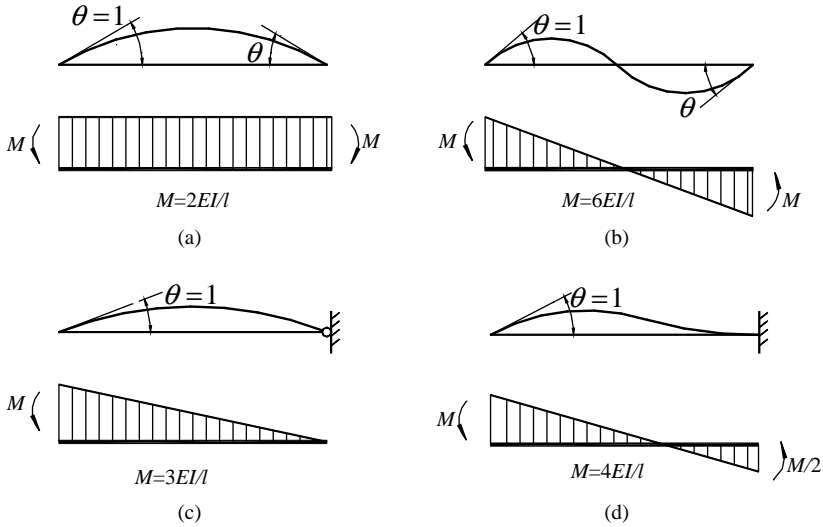 θ=1
θ
M
M
M=2EI/l
(a)
θ=1
θ
M
M
M=6EI/l
(b)
θ=1
M
M=3EI/l
(c)
θ=1
M
M/2
M=4EI/l
(d)